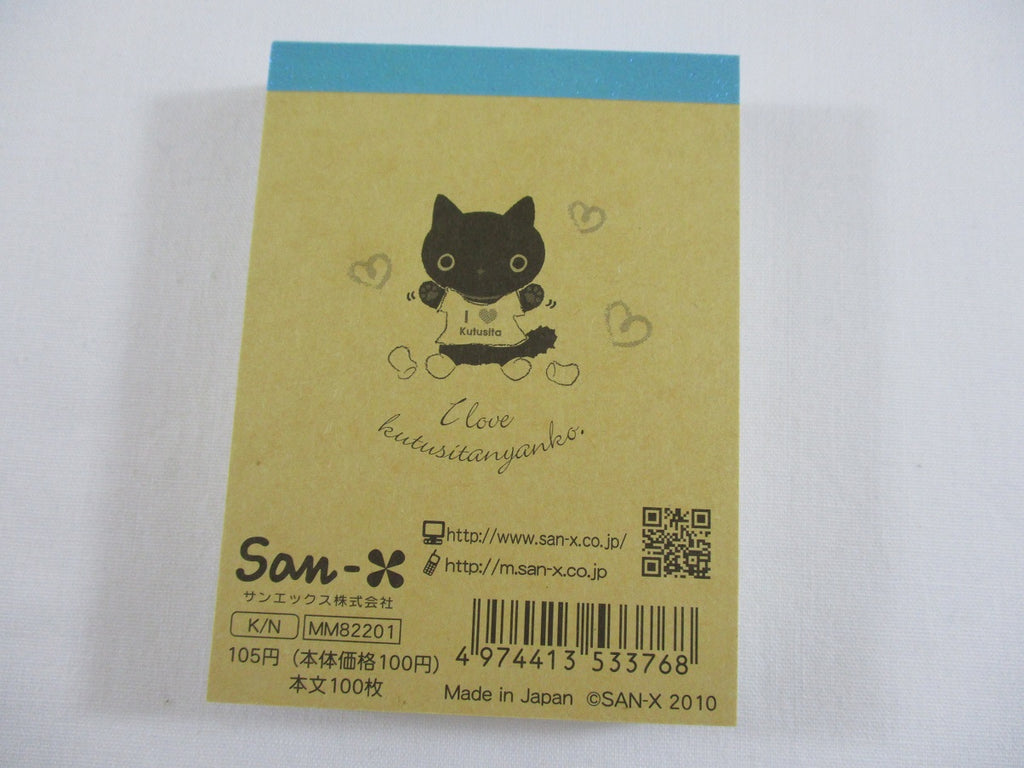 I ♥
Kutusita
I love
kutusitanyanko.
http://www.san-x.co.jp/
http://m.san-x.co.jp
San-X
サンエックス株式会社
K/N MM82201
105円（本体価格100円）
本文100枚
4 974413 533768
Made in Japan ©SAN-X 2010